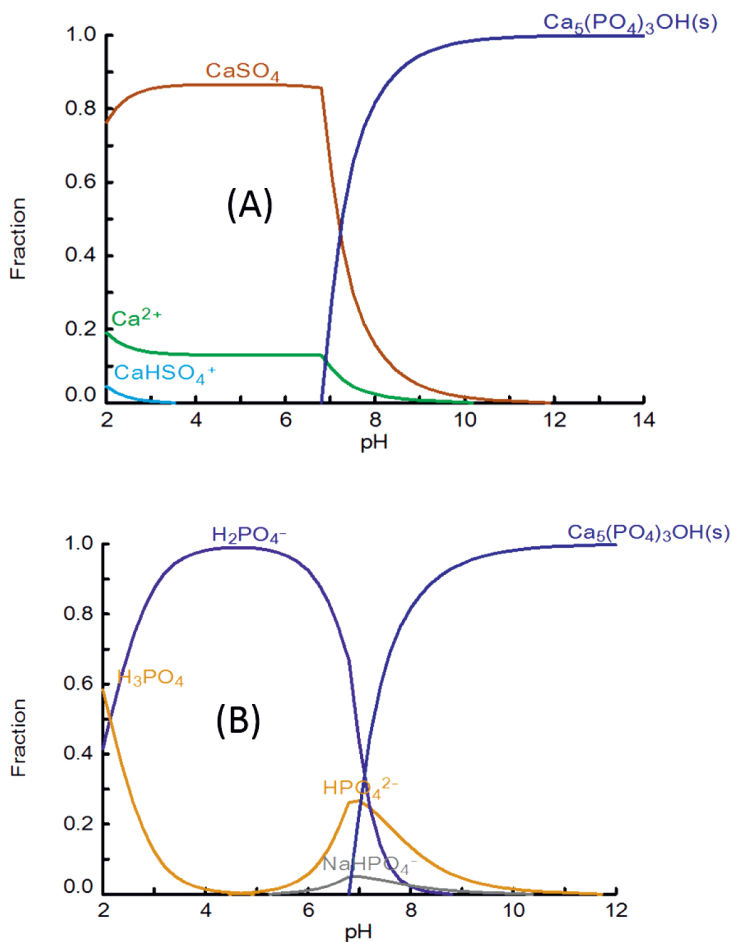 Ca₅(PO₄)₃OH(s)
1.0
CaSO₄
0.8
0.6
(A)
Fraction
0.4
Ca²⁺
0.2
CaHSO₄⁺
0.0
2 4 6 8 10 12 14
pH
H₂PO₄⁻
Ca₅(PO₄)₃OH(s)
1.0
0.8
H₃PO₄
0.6
(B)
Fraction
0.4
HPO₄²⁻
0.2
NaHPO₄⁻
0.0
2 4 6 8 10 12
pH